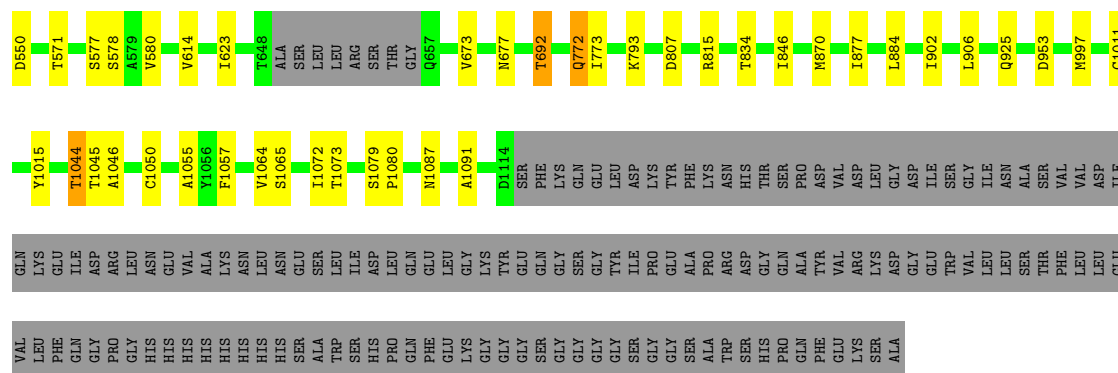 D550 T571 S577 S578 A579 V580 V614 I623 T648 ALA SER LEU LEU ARG SER THR GLY Q657 V673 N677 T692 Q772 I773 K793 D807 R815 T834 I846 M870 I877 L884 I902 L906 Q925 D953 M997
Y1015 T1044 T1045 A1046 C1050 A1055 Y1056 F1057 V1064 S1065 I1072 T1073 S1079 P1080 N1087 A1091 D1114 SER PHE LYS GLN GLU LEU ASP LYS TYR PHE LYS ASN HIS THR SER PRO ASP VAL ASP LEU GLY ASP ILE SER GLY ILE ASN ALA SER VAL VAL ASP ILE
GLN LYS GLU ILE ASP ARG LEU ASN GLU VAL ALA LYS ASN LEU ASN GLU SER LEU ILE ASP LEU GLN GLU LEU GLY LYS TYR GLU GLN GLY SER GLY TYR ILE PRO GLU ALA PRO ARG ASP GLY GLN ALA TYR VAL ARG LYS ASP GLY GLU TRP VAL LEU LEU SER THR PHE LEU LEU GLU
VAL LEU PHE GLN GLY PRO GLY HIS HIS HIS HIS HIS HIS HIS HIS SER ALA TRP SER HIS PRO GLN PHE GLU LYS GLY GLY GLY SER GLY GLY GLY GLY SER GLY GLY SER ALA TRP SER HIS PRO GLN PHE GLU LYS SER ALA